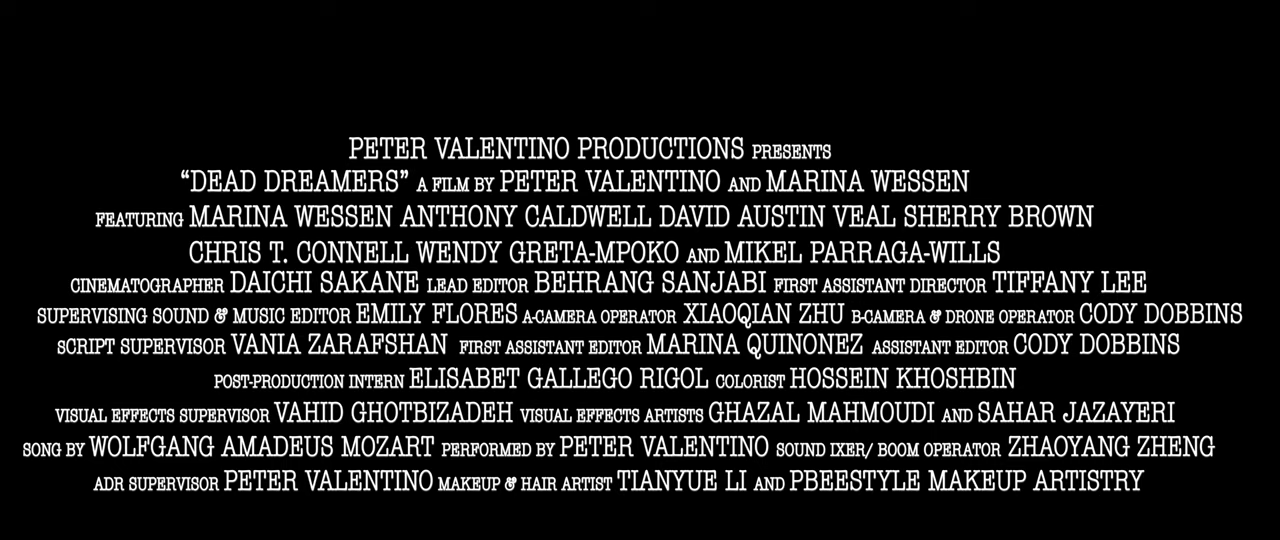 PETER VALENTINO PRODUCTIONS PRESENTS
“DEAD DREAMERS” A FILM BY PETER VALENTINO AND MARINA WESSEN
FEATURING MARINA WESSEN ANTHONY CALDWELL DAVID AUSTIN VEAL SHERRY BROWN
CHRIS T. CONNELL WENDY GRETA-MPOKO AND MIKEL PARRAGA-WILLS
CINEMATOGRAPHER DAICHI SAKANE LEAD EDITOR BEHRANG SANJABI FIRST ASSISTANT DIRECTOR TIFFANY LEE
SUPERVISING SOUND & MUSIC EDITOR EMILY FLORES A-CAMERA OPERATOR XIAOQIAN ZHU B-CAMERA & DRONE OPERATOR CODY DOBBINS
SCRIPT SUPERVISOR VANIA ZARAFSHAN FIRST ASSISTANT EDITOR MARINA QUINONEZ ASSISTANT EDITOR CODY DOBBINS
POST-PRODUCTION INTERN ELISABET GALLEGO RIGOL COLORIST HOSSEIN KHOSHBIN
VISUAL EFFECTS SUPERVISOR VAHID GHOTBIZADEH VISUAL EFFECTS ARTISTS GHAZAL MAHMOUDI AND SAHAR JAZAYERI
SONG BY WOLFGANG AMADEUS MOZART PERFORMED BY PETER VALENTINO SOUND IXER/ BOOM OPERATOR ZHAOYANG ZHENG
ADR SUPERVISOR PETER VALENTINO MAKEUP & HAIR ARTIST TIANYUE LI AND PBEESTYLE MAKEUP ARTISTRY